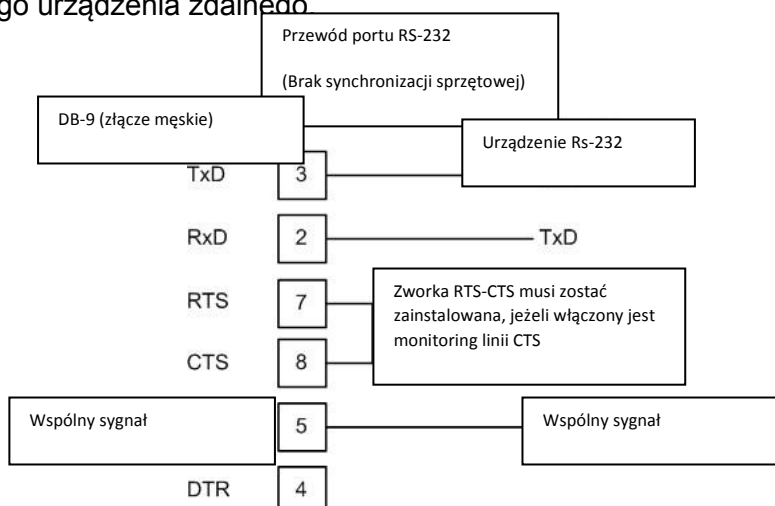 go urządzenia zdalnego.
Przewód portu RS-232
(Brak synchronizacji sprzętowej)
DB-9 (złącze męskie)
Urządzenie Rs-232
TxD 3
RxD 2 TxD
RTS 7
Zworka RTS-CTS musi zostać
zainstalowana, jeżeli włączony jest
monitoring linii CTS
CTS 8
Wspólny sygnał 5 Wspólny sygnał
DTR 4